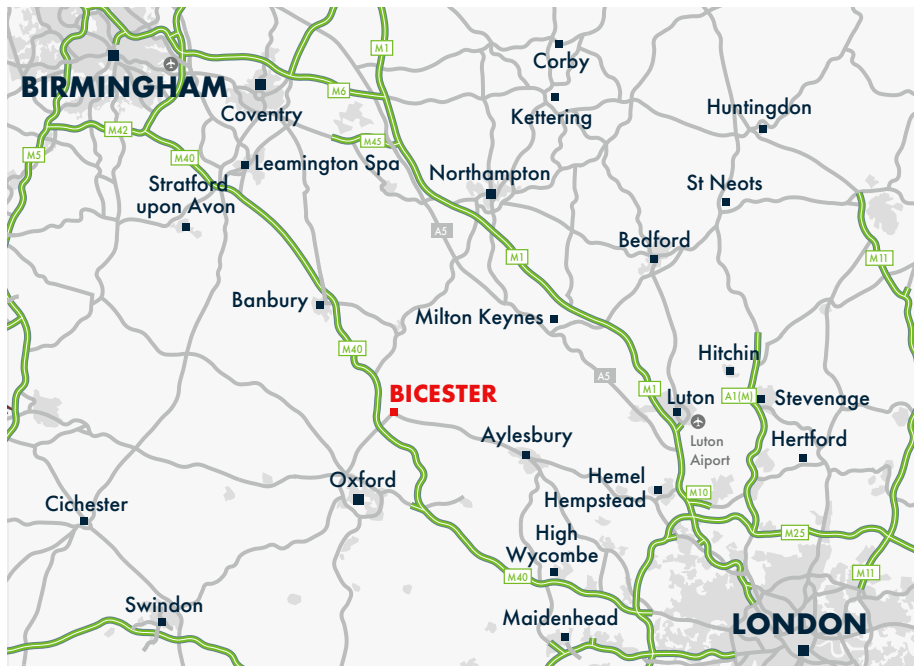 M1
Corby
BIRMINGHAM
M6
Coventry
Kettering
Huntingdon
M42
M45
M5
M40
Leamington Spa
Northampton
Stratford
upon Avon
St Neots
A5
Bedford
M1
M11
Banbury
Milton Keynes
M40
Hitchin
A5
M1
BICESTER
Luton
A1(M)
Stevenage
Aylesbury
Luton
Aiport
Hertford
Oxford
Hemel
Hempstead
M10
Cichester
High
Wycombe
M25
M40
M11
Swindon
Maidenhead
LONDON